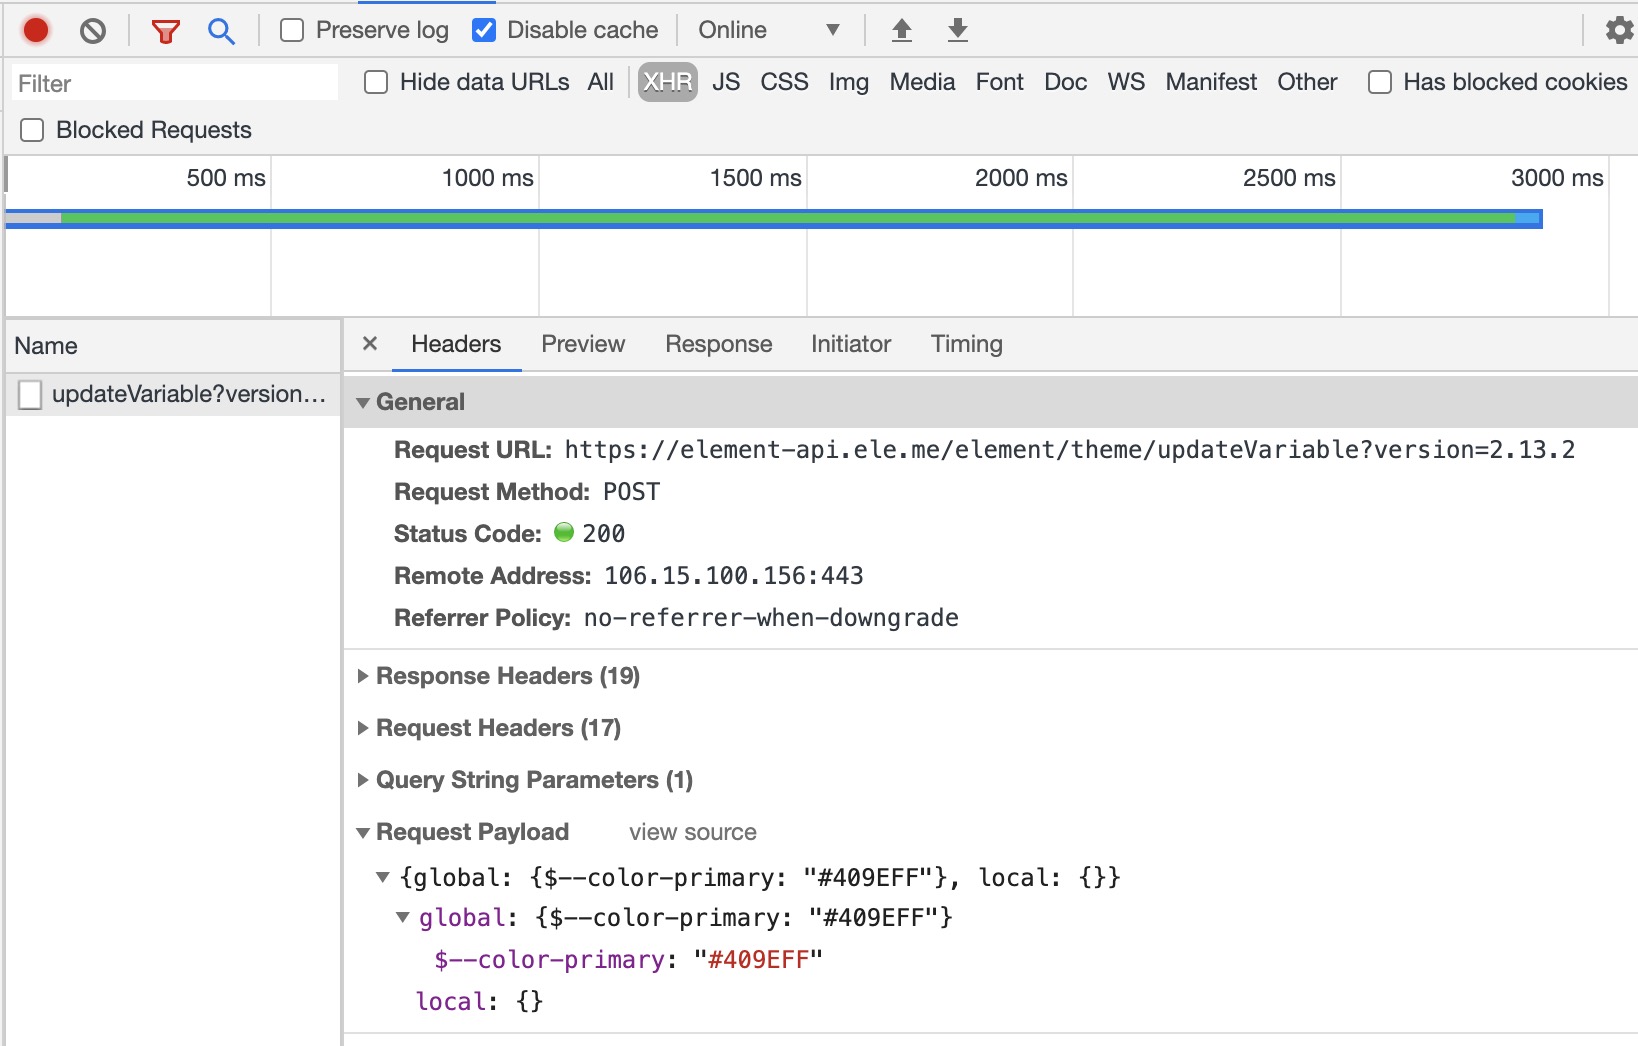 Preserve log Disable cache Online
Filter Hide data URLs All XHR JS CSS Img Media Font Doc WS Manifest Other Has blocked cookies
Blocked Requests
500 ms 1000 ms 1500 ms 2000 ms 2500 ms 3000 ms
Name
updateVariable?version...
× Headers Preview Response Initiator Timing
General
Request URL: https://element-api.ele.me/element/theme/updateVariable?version=2.13.2
Request Method: POST
Status Code: 200
Remote Address: 106.15.100.156:443
Referrer Policy: no-referrer-when-downgrade
Response Headers (19)
Request Headers (17)
Query String Parameters (1)
Request Payload view source
{global: {$--color-primary: "#409EFF"}, local: {}}
global: {$--color-primary: "#409EFF"}
$--color-primary: "#409EFF"
local: {}